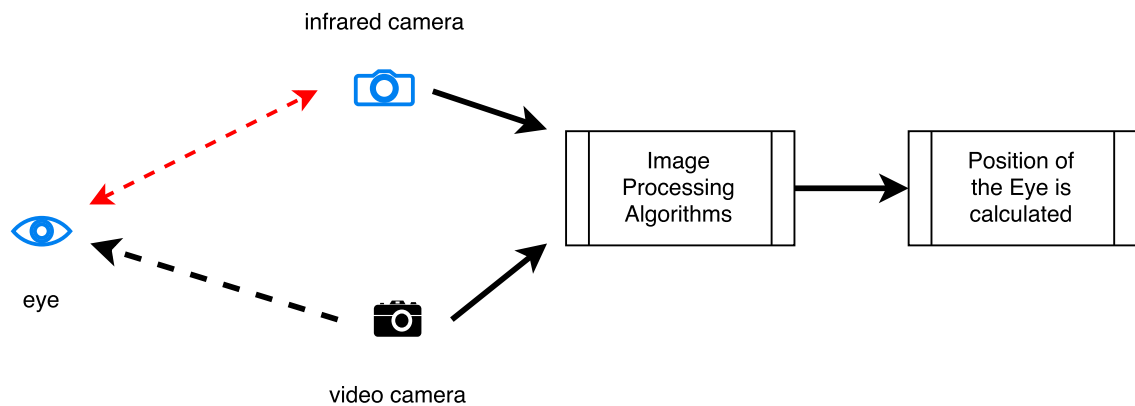 infrared camera
eye
video camera
Image
Processing
Algorithms
Position of
the Eye is
calculated